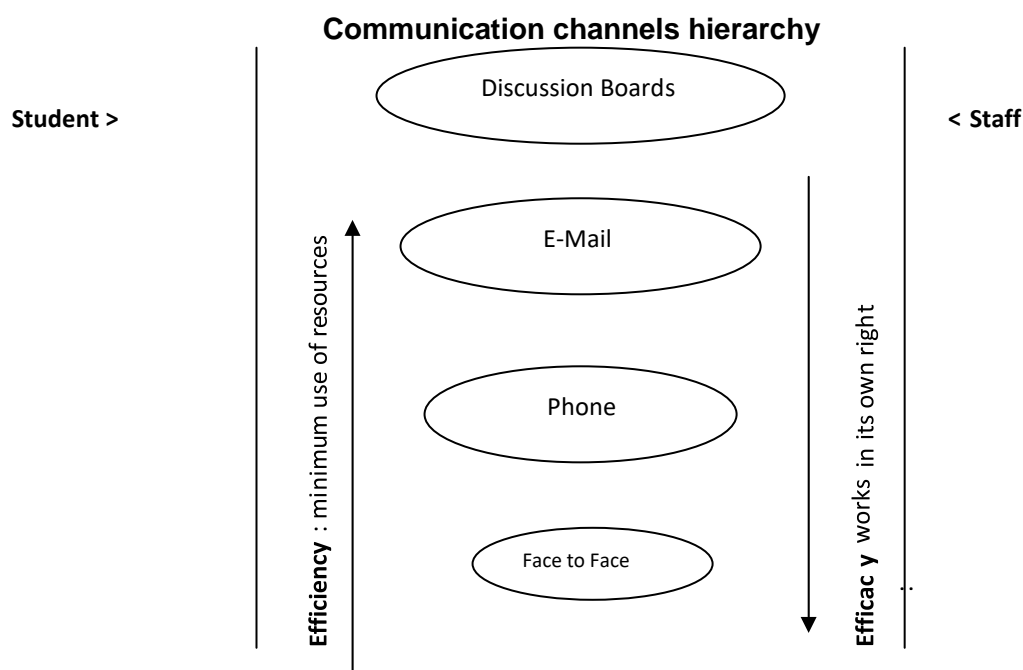 Communication channels hierarchy
Discussion Boards
Student >
< Staff
E-Mail
Phone
Face to Face
Efficiency : minimum use of resources
Efficac y works in its own right
..